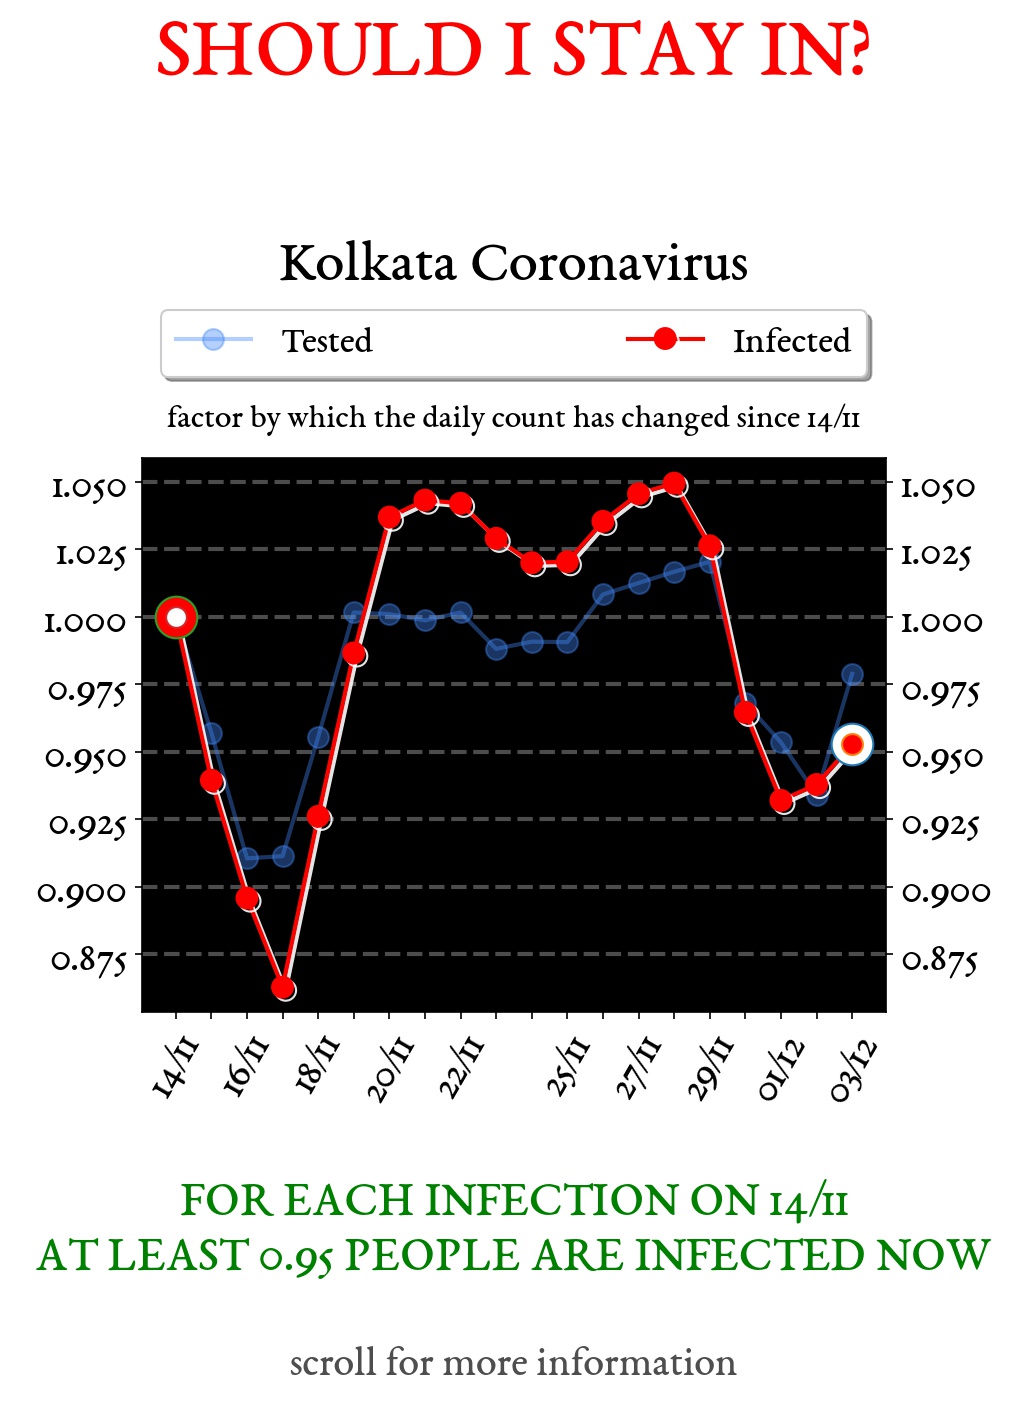 SHOULD I STAY IN?
Kolkata Coronavirus
Tested Infected
factor by which the daily count has changed since 14/11
1.050 1.050
1.025 1.025
1.000 1.000
0.975 0.975
0.950 0.950
0.925 0.925
0.900 0.900
0.875 0.875
14/11 16/11 18/11 20/11 22/11 25/11 27/11 29/11 01/12 03/12
FOR EACH INFECTION ON 14/11
AT LEAST 0.95 PEOPLE ARE INFECTED NOW
scroll for more information